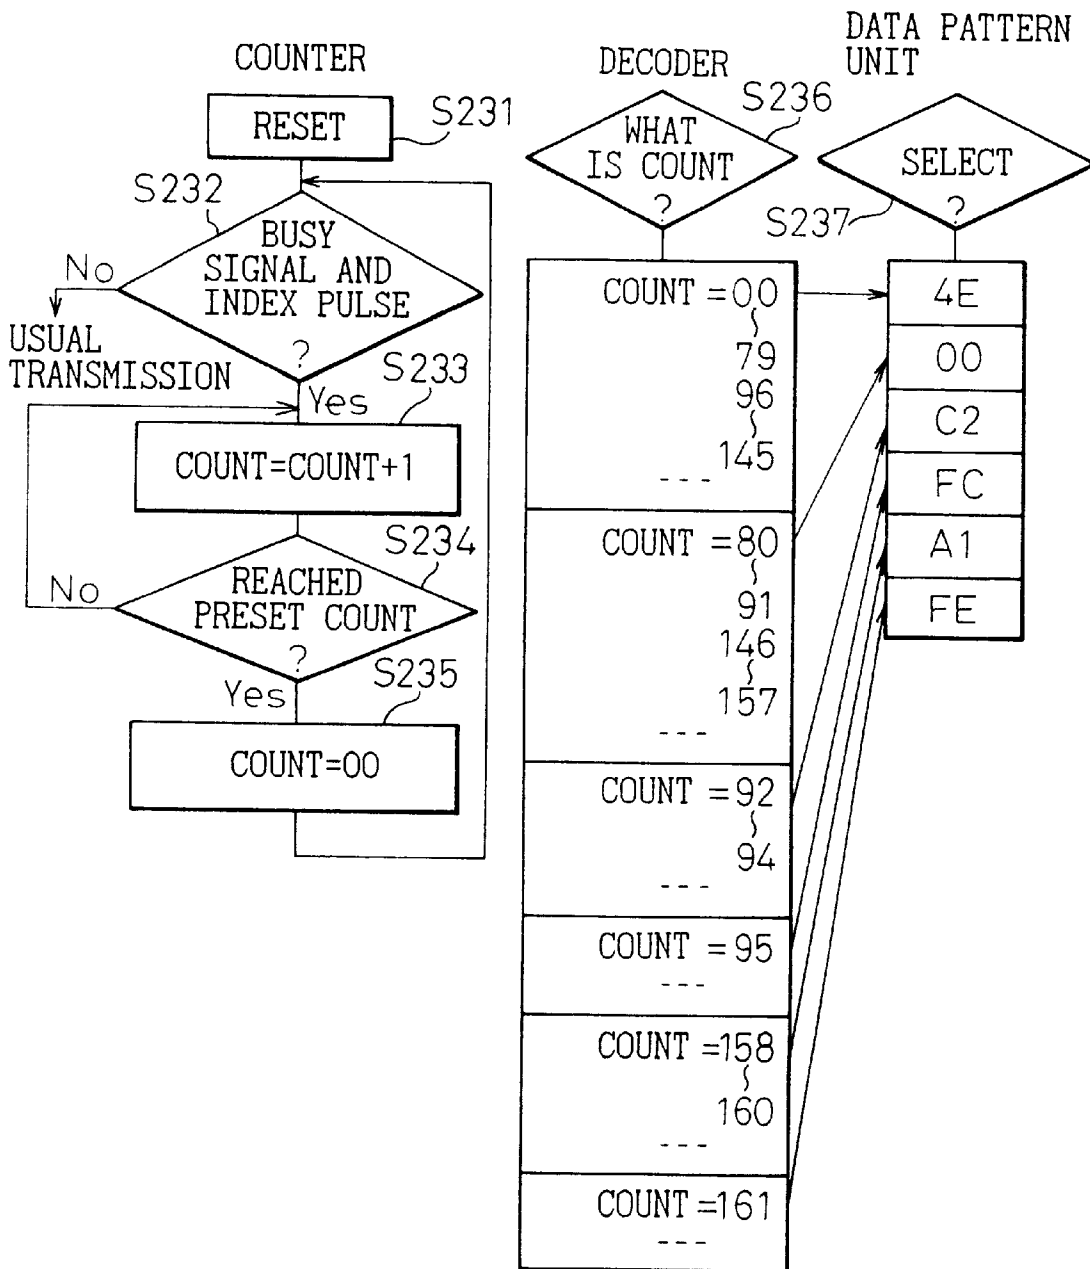 COUNTER
RESET
S231
S232
BUSY
SIGNAL AND
INDEX PULSE
?
No
USUAL
TRANSMISSION
Yes
S233
COUNT=COUNT+1
S234
REACHED
PRESET COUNT
?
No
Yes
S235
COUNT=00
DECODER
S236
WHAT
IS COUNT
?
COUNT =00
~
79
96
~
145
---
COUNT =80
~
91
146
~
157
---
COUNT =92
~
94
---
COUNT =95
---
COUNT =158
~
160
---
COUNT =161
---
DATA PATTERN
UNIT
SELECT
?
S237
4E
00
C2
FC
A1
FE